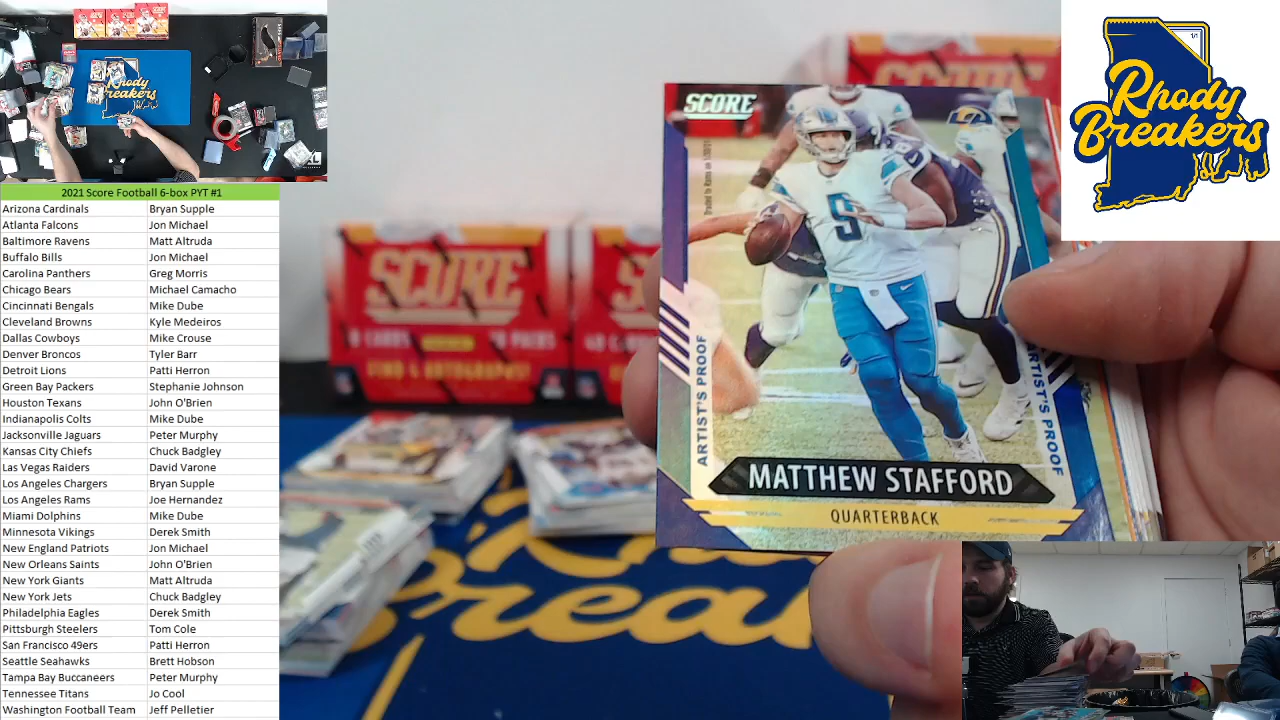 2021 Score Football 6-box PYT #1
Arizona Cardinals Bryan Supple
Atlanta Falcons Jon Michael
Baltimore Ravens Matt Altruda
Buffalo Bills Jon Michael
Carolina Panthers Greg Morris
Chicago Bears Michael Camacho
Cincinnati Bengals Mike Dube
Cleveland Browns Kyle Medeiros
Dallas Cowboys Mike Crouse
Denver Broncos Tyler Barr
Detroit Lions Patti Herron
Green Bay Packers Stephanie Johnson
Houston Texans John O'Brien
Indianapolis Colts Mike Dube
Jacksonville Jaguars Peter Murphy
Kansas City Chiefs Chuck Badgley
Las Vegas Raiders David Varone
Los Angeles Chargers Bryan Supple
Los Angeles Rams Joe Hernandez
Miami Dolphins Mike Dube
Minnesota Vikings Derek Smith
New England Patriots Jon Michael
New Orleans Saints John O'Brien
New York Giants Matt Altruda
New York Jets Chuck Badgley
Philadelphia Eagles Derek Smith
Pittsburgh Steelers Tom Cole
San Francisco 49ers Patti Herron
Seattle Seahawks Brett Hobson
Tampa Bay Buccaneers Peter Murphy
Tennessee Titans Jo Cool
Washington Football Team Jeff Pelletier
Rhody
Breakers
SCORE
CARDS PACKS
SCORE
9
ARTIST'S PROOF
ARTIST'S PROOF
MATTHEW STAFFORD
QUARTERBACK
1/1
Rhody
Breakers